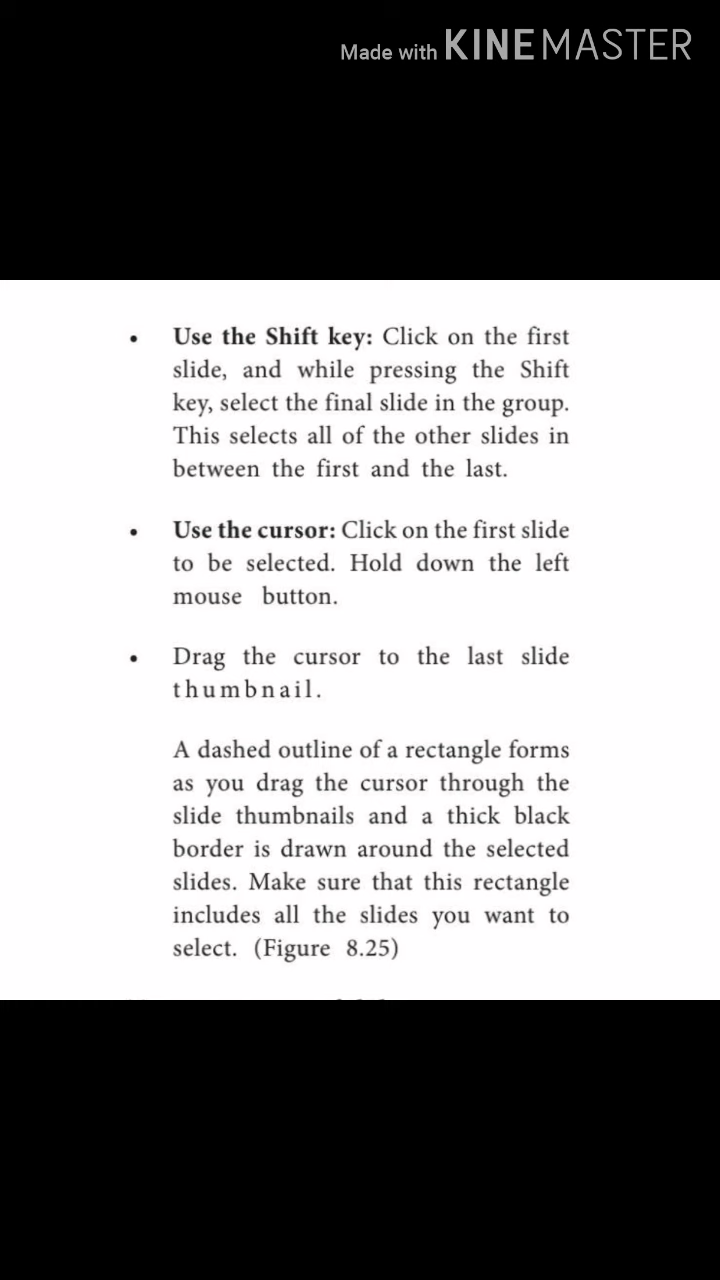 Made with KINEMASTER
• Use the Shift key: Click on the first
slide, and while pressing the Shift
key, select the final slide in the group.
This selects all of the other slides in
between the first and the last.
• Use the cursor: Click on the first slide
to be selected. Hold down the left
mouse button.
• Drag the cursor to the last slide
thumbnail.
A dashed outline of a rectangle forms
as you drag the cursor through the
slide thumbnails and a thick black
border is drawn around the selected
slides. Make sure that this rectangle
includes all the slides you want to
select. (Figure 8.25)